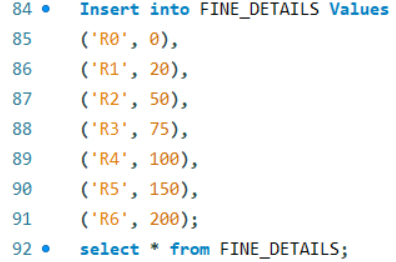 84 Insert into FINE_DETAILS Values
85 ('R0', 0),
86 ('R1', 20),
87 ('R2', 50),
88 ('R3', 75),
89 ('R4', 100),
90 ('R5', 150),
91 ('R6', 200);
92 select * from FINE_DETAILS;